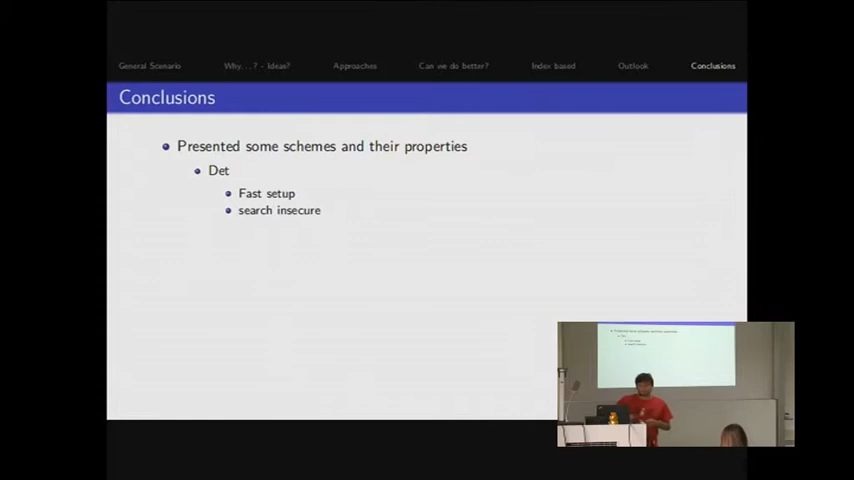 General Scenario
Why...? - Ideas?
Approaches
Can we do better?
Index based
Outlook
Conclusions
Conclusions
Presented some schemes and their properties
Det
Fast setup
search insecure